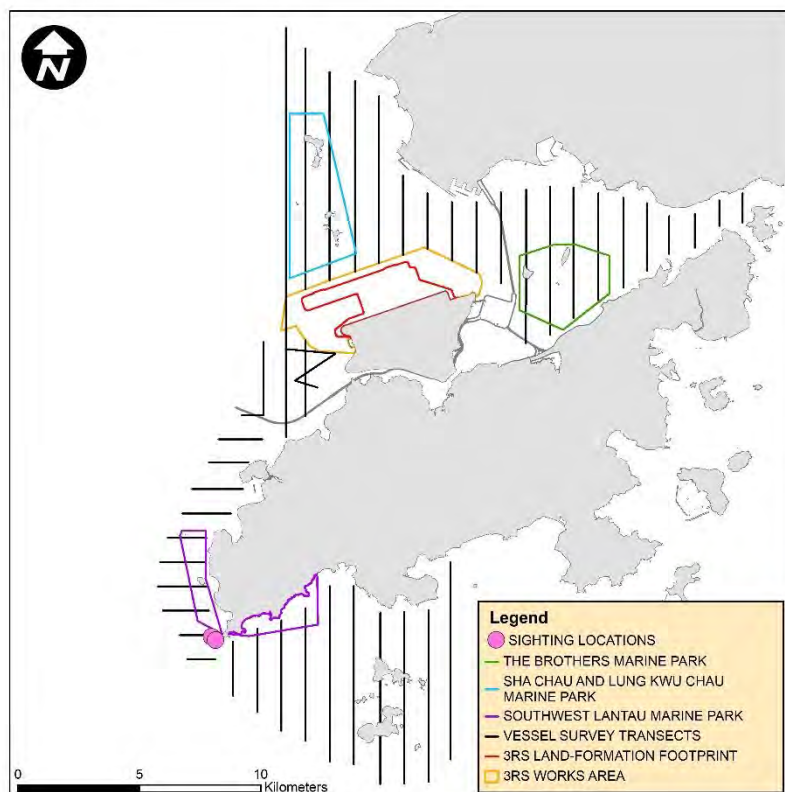 N
Legend
SIGHTING LOCATIONS
THE BROTHERS MARINE PARK
SHA CHAU AND LUNG KWU CHAU
MARINE PARK
SOUTHWEST LANTAU MARINE PARK
VESSEL SURVEY TRANSECTS
3RS LAND-FORMATION FOOTPRINT
3RS WORKS AREA
0 5 10
Kilometers